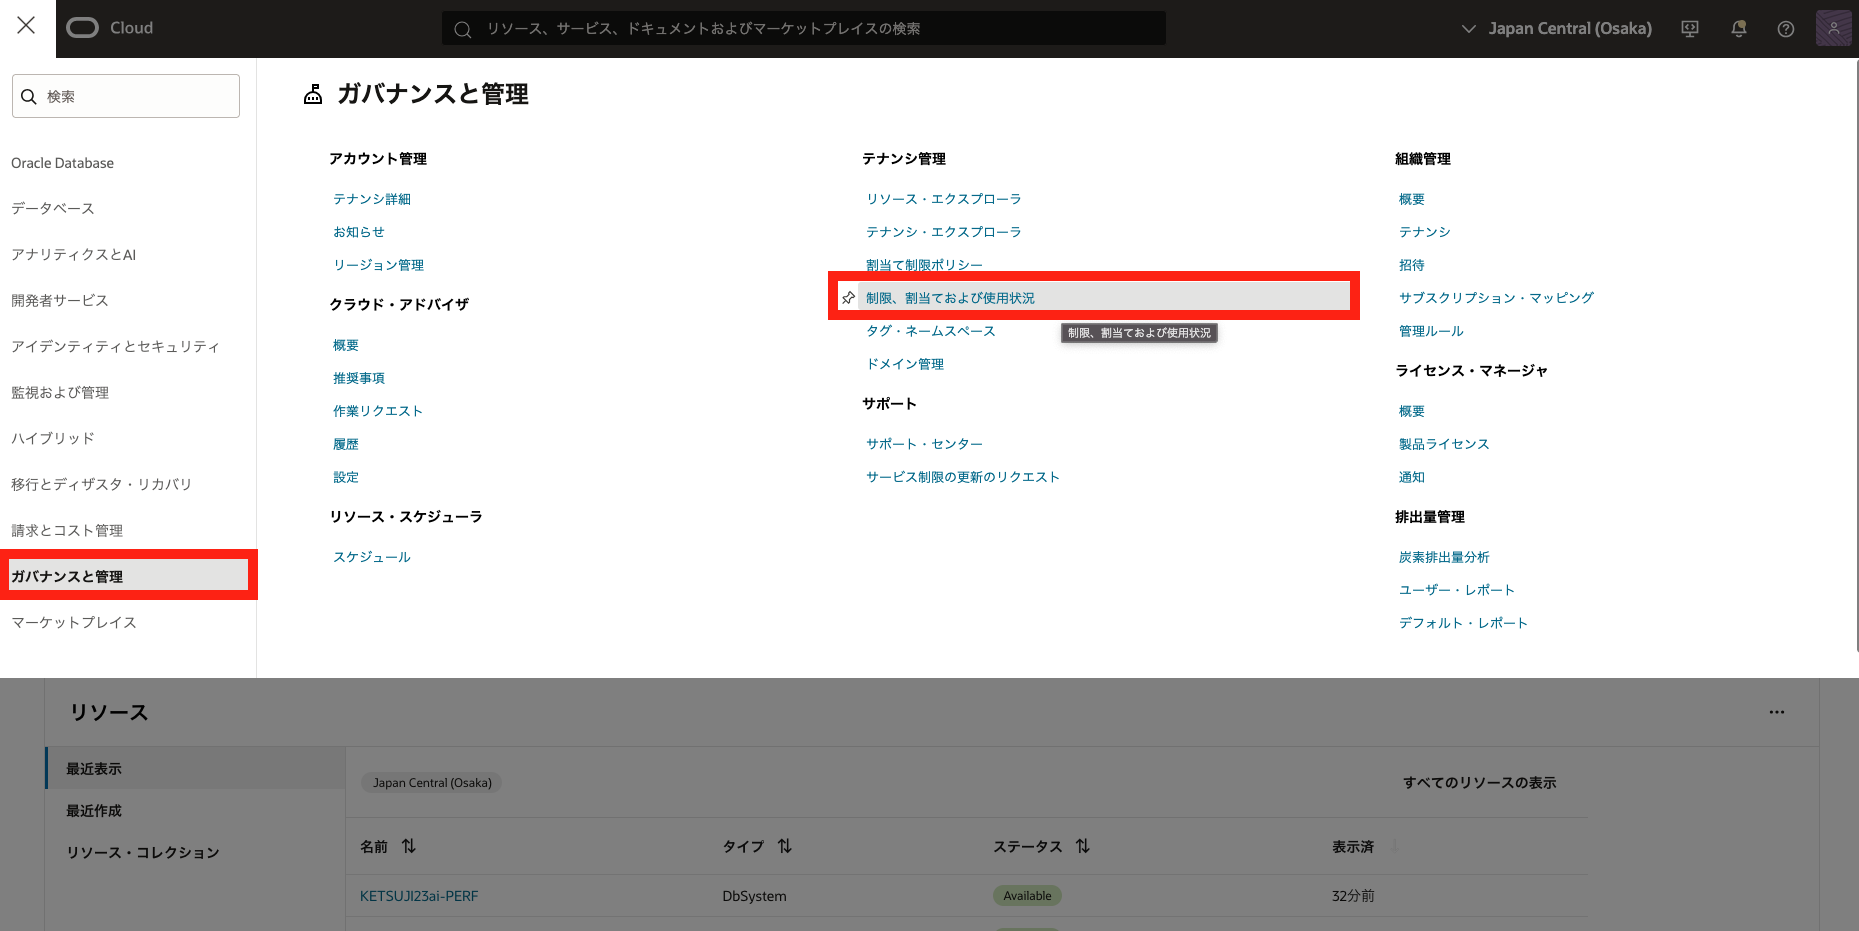 Cloud
リソース、サービス、ドキュメントおよびマーケットプレイスの検索
Japan Central (Osaka)
検索
Oracle Database
データベース
アナリティクスとAI
開発者サービス
アイデンティティとセキュリティ
監視および管理
ハイブリッド
移行とディザスタ・リカバリ
請求とコスト管理
ガバナンスと管理
マーケットプレイス
ガバナンスと管理
アカウント管理
テナンシ詳細
お知らせ
リージョン管理
クラウド・アドバイザ
概要
推奨事項
作業リクエスト
履歴
設定
リソース・スケジューラ
スケジュール
テナンシ管理
リソース・エクスプローラ
テナンシ・エクスプローラ
割当て制限ポリシー
制限、割当ておよび使用状況
タグ・ネームスペース
制限、割当ておよび使用状況
ドメイン管理
サポート
サポート・センター
サービス制限の更新のリクエスト
組織管理
概要
テナンシ
招待
サブスクリプション・マッピング
管理ルール
ライセンス・マネージャ
概要
製品ライセンス
通知
排出量管理
炭素排出量分析
ユーザー・レポート
デフォルト・レポート
リソース
最近表示
最近作成
リソース・コレクション
Japan Central (Osaka)
すべてのリソースの表示
名前 タイプ ステータス 表示済
KETSUJI23ai-PERF DbSystem Available 32分前